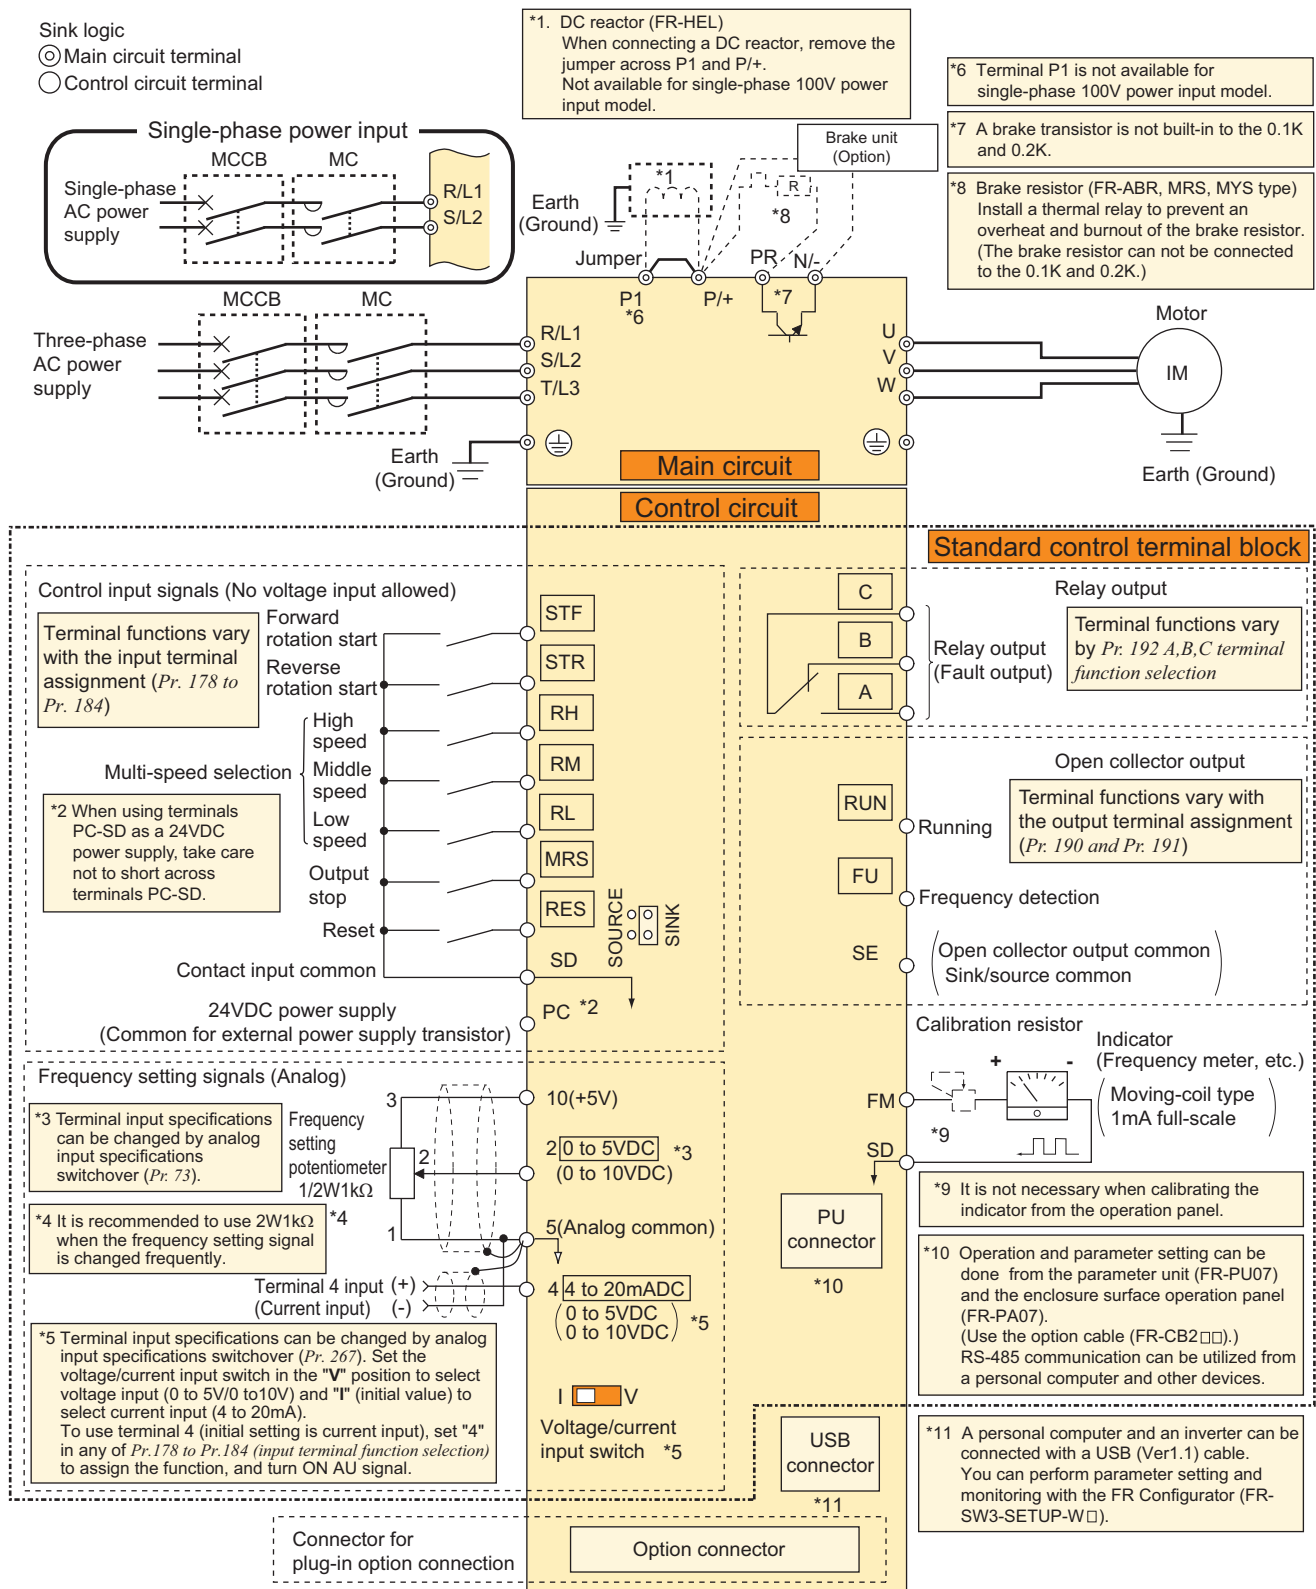 Sink logic
Main circuit terminal
Control circuit terminal
*1. DC reactor (FR-HEL)
When connecting a DC reactor, remove the
jumper across P1 and P/+.
Not available for single-phase 100V power
input model.
*6 Terminal P1 is not available for
single-phase 100V power input model.
*7 A brake transistor is not built-in to the 0.1K
and 0.2K.
*8 Brake resistor (FR-ABR, MRS, MYS type)
Install a thermal relay to prevent an
overheat and burnout of the brake resistor.
(The brake resistor can not be connected
to the 0.1K and 0.2K.)
Single-phase power input
MCCB MC
Single-phase
AC power
supply
R/L1
S/L2
Brake unit
(Option)
*1
R
*8
Earth
(Ground)
Jumper
PR N/-
P1
*6
P/+
*7
MCCB MC
Three-phase
AC power
supply
R/L1
S/L2
T/L3
U
V
W
Motor
IM
Earth
(Ground)
Earth (Ground)
Main circuit
Control circuit
Standard control terminal block
Control input signals (No voltage input allowed)
Terminal functions vary
with the input terminal
assignment (Pr. 178 to
Pr. 184)
Forward
rotation start
Reverse
rotation start
High
speed
Multi-speed selection
Middle
speed
Low
speed
Output
stop
Reset
Contact input common
24VDC power supply
(Common for external power supply transistor)
*2 When using terminals
PC-SD as a 24VDC
power supply, take care
not to short across
terminals PC-SD.
STF
STR
RH
RM
RL
MRS
RES
SD
PC *2
SOURCE
SINK
C
B
A
Relay output
Relay output
(Fault output)
Terminal functions vary
by Pr. 192 A,B,C terminal
function selection
Open collector output
RUN
Running
FU
Frequency detection
SE
Open collector output common
Sink/source common
Terminal functions vary with
the output terminal assignment
(Pr. 190 and Pr. 191)
Frequency setting signals (Analog)
*3 Terminal input specifications
can be changed by analog
input specifications
switchover (Pr. 73).
*4 It is recommended to use 2W1kΩ
when the frequency setting signal
is changed frequently.
Frequency
setting
potentiometer
1/2W1kΩ
*4
3
2
1
10(+5V)
2 0 to 5VDC *3
(0 to 10VDC)
5(Analog common)
Terminal 4 input (+)
(Current input) (-)
4 4 to 20mADC
0 to 5VDC
0 to 10VDC
*5
*5 Terminal input specifications can be changed by analog
input specifications switchover (Pr. 267). Set the
voltage/current input switch in the "V" position to select
voltage input (0 to 5V/0 to10V) and "I" (initial value) to
select current input (4 to 20mA).
To use terminal 4 (initial setting is current input), set "4"
in any of Pr.178 to Pr.184 (input terminal function selection)
to assign the function, and turn ON AU signal.
I V
Voltage/current
input switch *5
Calibration resistor
Indicator
(Frequency meter, etc.)
+ -
Moving-coil type
1mA full-scale
FM
*9
SD
PU
connector
*10
*9 It is not necessary when calibrating the
indicator from the operation panel.
*10 Operation and parameter setting can be
done from the parameter unit (FR-PU07)
and the enclosure surface operation panel
(FR-PA07).
(Use the option cable (FR-CB2□□).)
RS-485 communication can be utilized from
a personal computer and other devices.
USB
connector
*11
*11 A personal computer and an inverter can be
connected with a USB (Ver1.1) cable.
You can perform parameter setting and
monitoring with the FR Configurator (FR-
SW3-SETUP-W□).
Connector for
plug-in option connection
Option connector